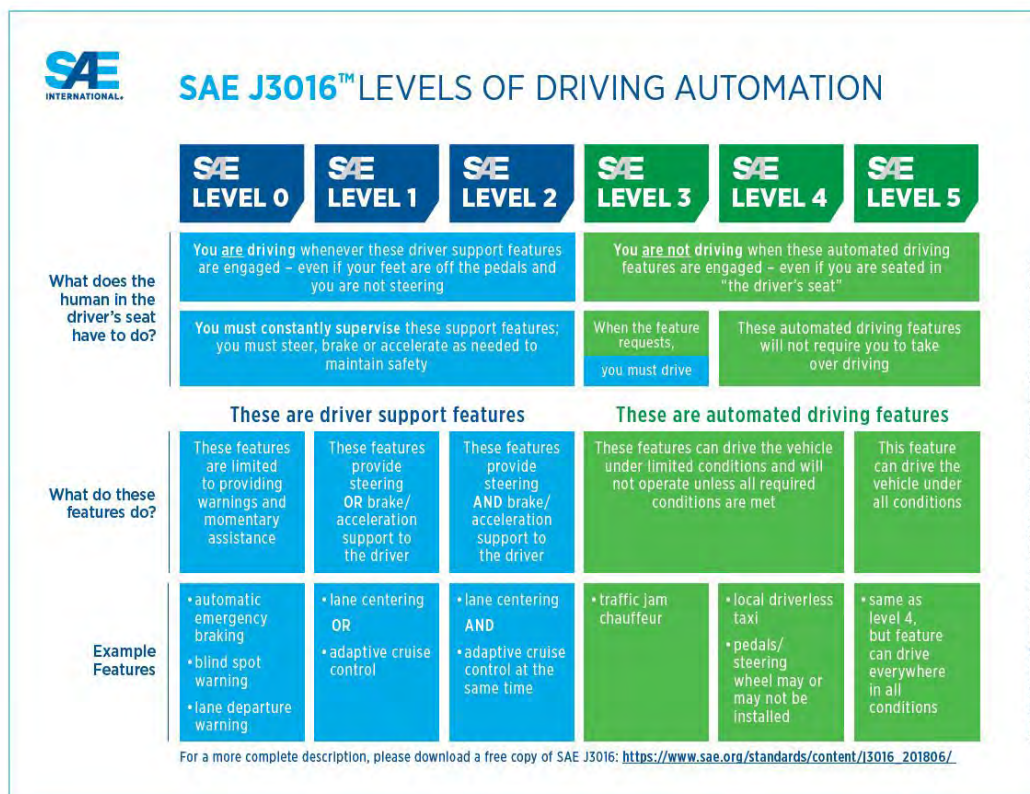 SAE
INTERNATIONAL®
SAE J3016™ LEVELS OF DRIVING AUTOMATION
SAE
LEVEL 0
SAE
LEVEL 1
SAE
LEVEL 2
SAE
LEVEL 3
SAE
LEVEL 4
SAE
LEVEL 5
What does the
human in the
driver's seat
have to do?
You are driving whenever these driver support features
are engaged – even if your feet are off the pedals and
you are not steering
You are not driving when these automated driving
features are engaged – even if you are seated in
“the driver's seat”
You must constantly supervise these support features;
you must steer, brake or accelerate as needed to
maintain safety
When the feature
requests,
you must drive
These automated driving features
will not require you to take
over driving
These are driver support features
These are automated driving features
What do these
features do?
These features
are limited
to providing
warnings and
momentary
assistance
These features
provide
steering
OR brake/
acceleration
support to
the driver
These features
provide
steering
AND brake/
acceleration
support to
the driver
These features can drive the vehicle
under limited conditions and will
not operate unless all required
conditions are met
This feature
can drive the
vehicle under
all conditions
Example
Features
• automatic
emergency
braking
• blind spot
warning
• lane departure
warning
• lane centering
OR
• adaptive cruise
control
• lane centering
AND
• adaptive cruise
control at the
same time
• traffic jam
chauffeur
• local driverless
taxi
• pedals/
steering
wheel may or
may not be
installed
• same as
level 4,
but feature
can drive
everywhere
in all
conditions
For a more complete description, please download a free copy of SAE J3016: https://www.sae.org/standards/content/j3016_201806/